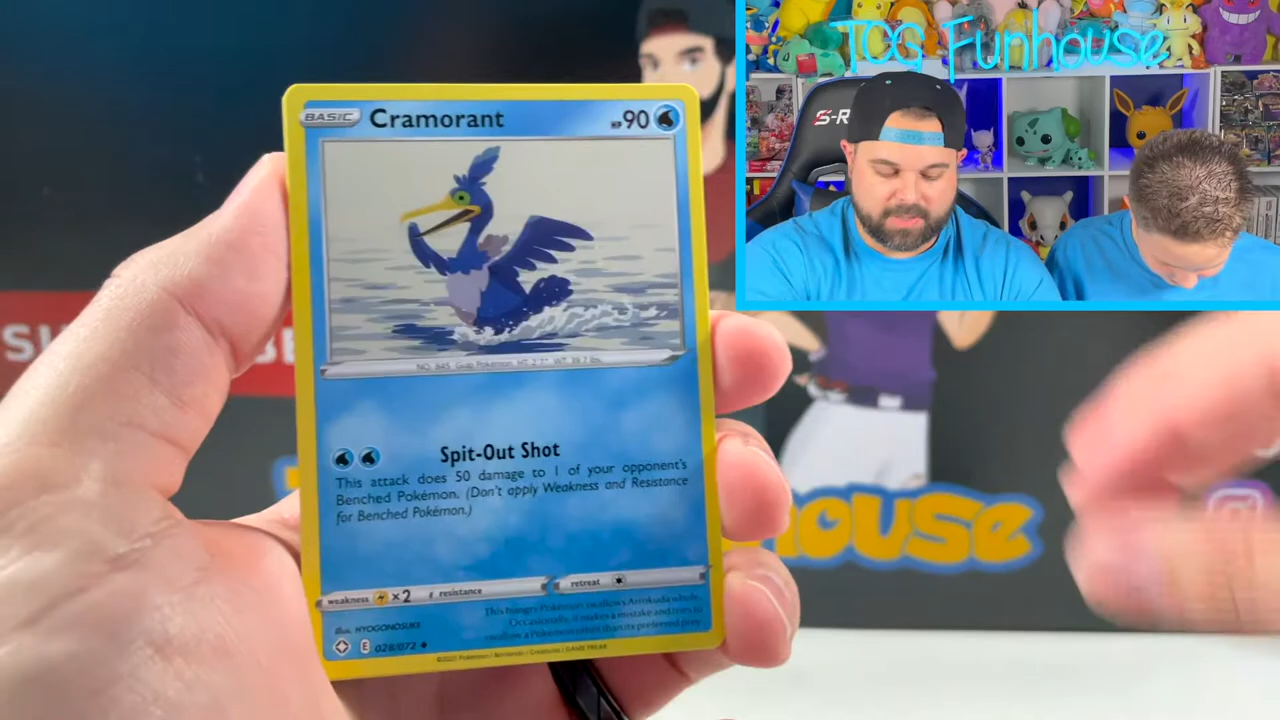 TCG Funhouse
S-R
BASIC Cramorant HP 90
NO. 845 Gulp Pokémon HT: 2'7" WT: 39.7 lbs.
Spit-Out Shot
This attack does 50 damage to 1 of your opponent's
Benched Pokémon. (Don't apply Weakness and Resistance
for Benched Pokémon.)
weakness ×2 resistance retreat
This hungry Pokémon swallows Arrokuda whole.
Occasionally, it makes a mistake and tries to
swallow a Pokémon other than its preferred prey.
Illus. HYOGONOSUKE
E 028/072
©2021 Pokémon / Nintendo / Creatures / GAME FREAK
house